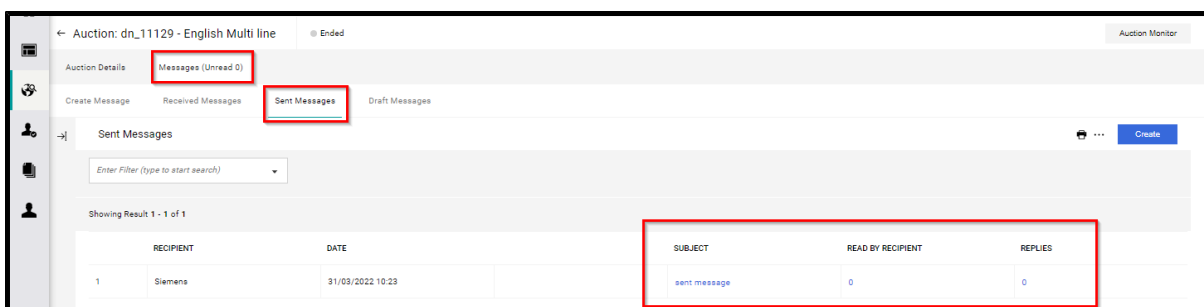 ← Auction: dn_11129 - English Multi line
Ended
Auction Monitor
Auction Details
Messages (Unread 0)
Create Message
Received Messages
Sent Messages
Draft Messages
Sent Messages
Create
Enter Filter (type to start search)
Showing Result 1 - 1 of 1
RECIPIENT DATE SUBJECT READ BY RECIPIENT REPLIES
1 Siemens 31/03/2022 10:23 sent message 0 0